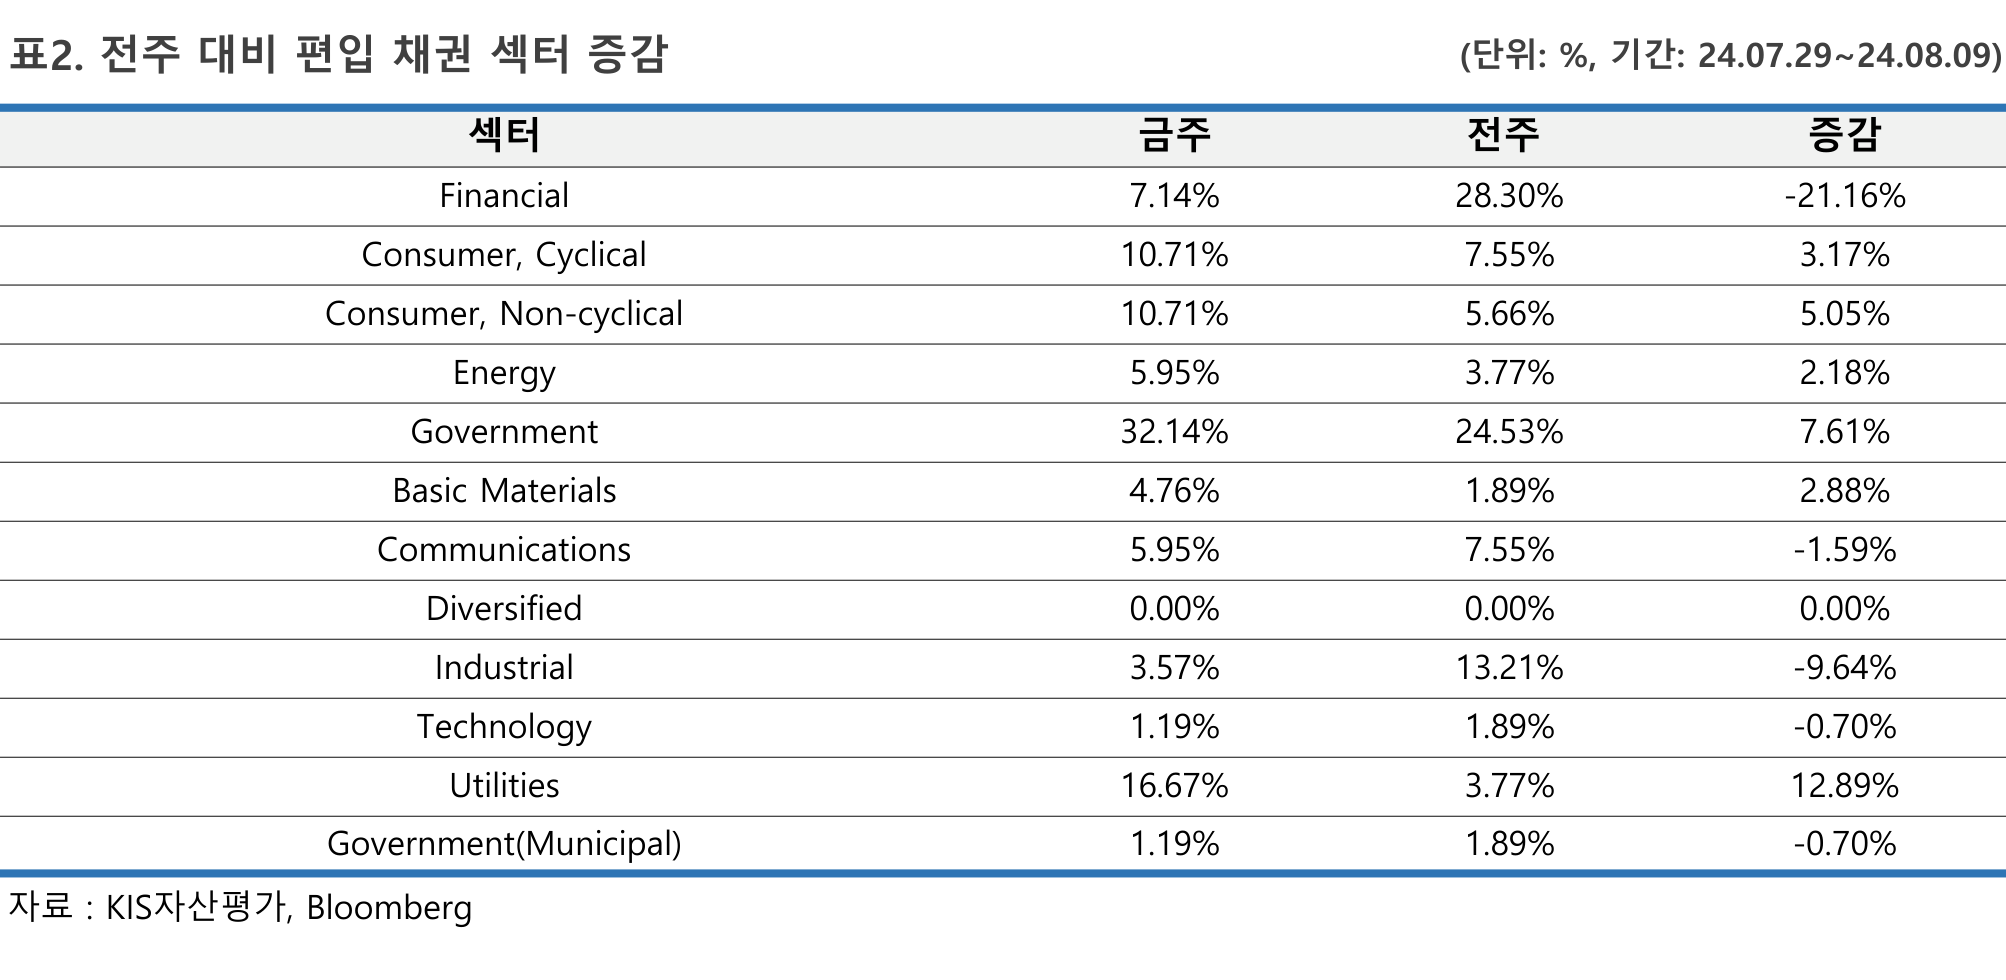 표2. 전주 대비 편입 채권 섹터 증감 (단위: %, 기간: 24.07.29~24.08.09)
섹터 금주 전주 증감
Financial 7.14% 28.30% -21.16%
Consumer, Cyclical 10.71% 7.55% 3.17%
Consumer, Non-cyclical 10.71% 5.66% 5.05%
Energy 5.95% 3.77% 2.18%
Government 32.14% 24.53% 7.61%
Basic Materials 4.76% 1.89% 2.88%
Communications 5.95% 7.55% -1.59%
Diversified 0.00% 0.00% 0.00%
Industrial 3.57% 13.21% -9.64%
Technology 1.19% 1.89% -0.70%
Utilities 16.67% 3.77% 12.89%
Government(Municipal) 1.19% 1.89% -0.70%
자료 : KIS자산평가, Bloomberg